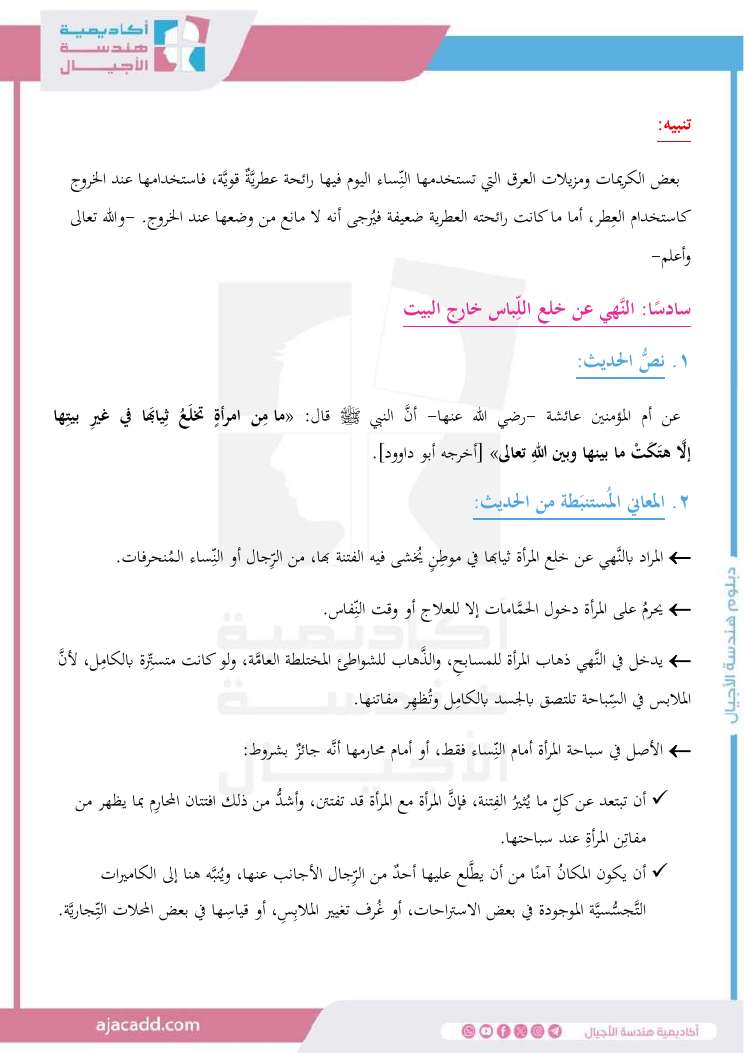 أكاديمية
هندسة
الأجيال
تنبيه:
بعض الكريمات ومزيلات العرق التي تستخدمها النِّساء اليوم فيها رائحة عطريَّةٌ قويَّة، فاستخدامها عند الخروج
كاستخدام العِطر، أما ما كانت رائحته العطرية ضعيفة فيُرجى أنه لا مانع من وضعها عند الخروج. -والله تعالى
وأعلم-
سادسًا: النَّهي عن خلع اللِّباس خارج البيت
١. نصُّ الحديث:
عن أم المؤمنين عائشة -رضي الله عنها- أنَّ النبي ﷺ قال: «ما مِن امرأةٍ تخلَعُ ثِيابَها في غيرِ بيتِها
إلَّا هتَكَتْ ما بينها وبين اللهِ تعالى» [أخرجه أبو داوود].
٢. المعاني المُستنبَطة من الحديث:
← المراد بالنَّهي عن خلع المرأة ثيابها في موطِنٍ يُخشى فيه الفتنة بها، من الرِّجال أو النِّساء المُنحرفات.
← يحرمُ على المرأة دخول الحمَّامات إلا للعلاج أو وقت النِّفاس.
← يدخل في النَّهي ذهاب المرأة للمسابح، والذَّهاب للشواطئ المختلطة العامَّة، ولو كانت متستِّرة بالكامِل، لأنَّ
الملابس في السِّباحة تلتصق بالجسد بالكامِل وتُظهِر مفاتنها.
← الأصل في سباحة المرأة أمام النِّساء فقط، أو أمام محارمها أنَّه جائزٌ بشروط:
✓ أن تبتعد عن كلِّ ما يُثيرُ الفِتنة، فإنَّ المرأة مع المرأة قد تفتتن، وأشدُّ من ذلك افتتان المحارِم بما يظهر من
مفاتِن المرأةِ عند سباحتها.
✓ أن يكون المكانُ آمنًا من أن يطَّلع عليها أحدٌ من الرِّجال الأجانب عنها، ويُنبَّه هنا إلى الكاميرات
التَّجسُّسيَّة الموجودة في بعض الاستراحات، أو غُرف تغيير الملابِسِ، أو قياسِها في بعض المحلات التِّجاريَّة.
دبلوم هندسة الأجيال
أكاديمية هندسة الأجيال
ajacadd.com